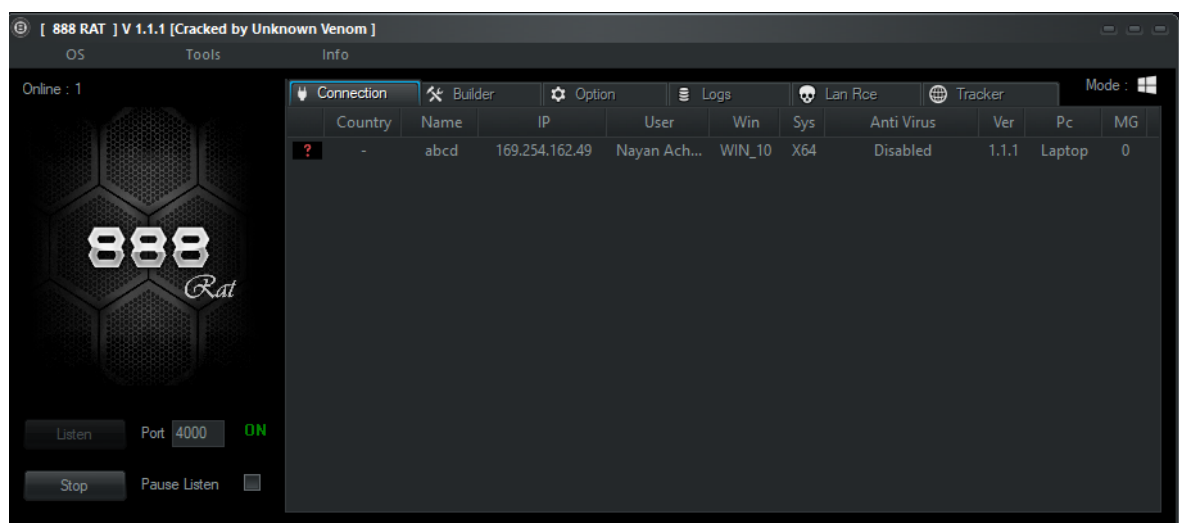 [ 888 RAT ] V 1.1.1 [Cracked by Unknown Venom ]
OS Tools Info
Online : 1
Connection Builder Option Logs Lan Rce Tracker Mode :
Country Name IP User Win Sys Anti Virus Ver Pc MG
? - abcd 169.254.162.49 Nayan Ach... WIN_10 X64 Disabled 1.1.1 Laptop 0
888
Rat
Listen Port 4000 ON
Stop Pause Listen